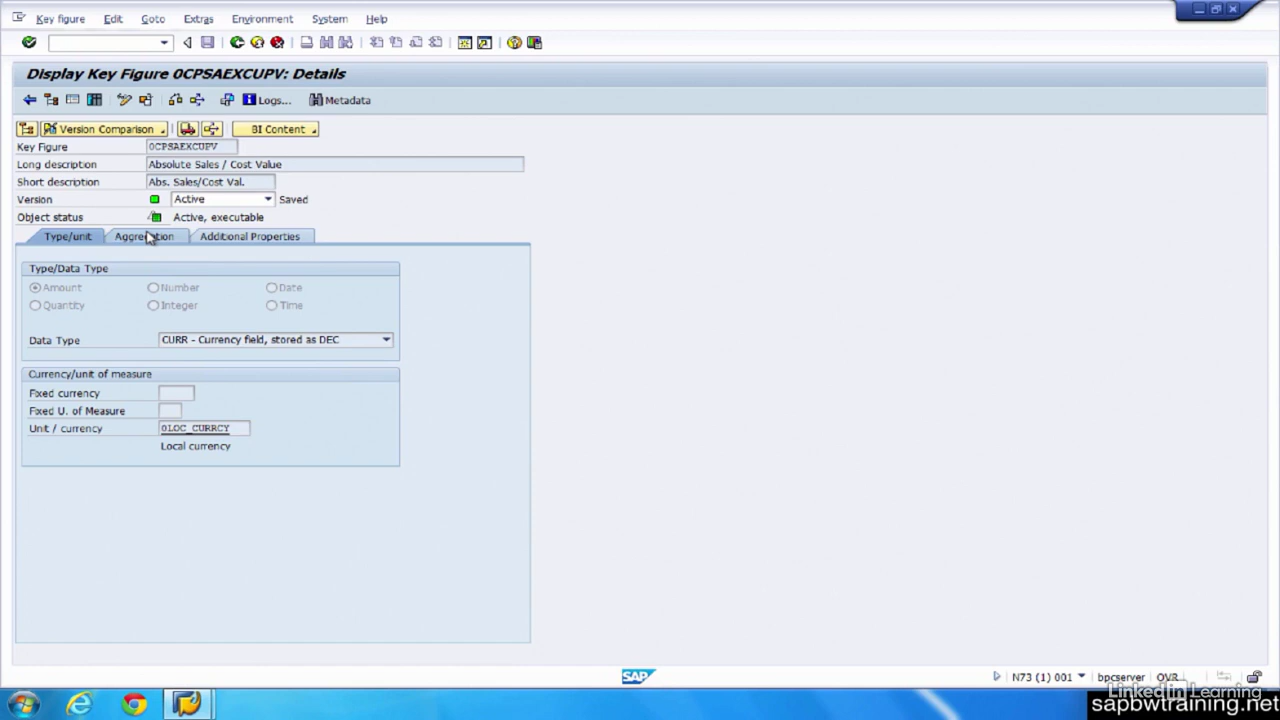 Key figure Edit Goto Extras Environment System Help
Display Key Figure 0CPSAEXCUPV: Details
Logs... Metadata
Version Comparison BI Content
Key Figure 0CPSAEXCUPV
Long description Absolute Sales / Cost Value
Short description Abs. Sales/Cost Val.
Version Active Saved
Object status Active, executable
Type/unit Aggregation Additional Properties
Type/Data Type
Amount Number Date
Quantity Integer Time
Data Type CURR - Currency field, stored as DEC
Currency/unit of measure
Fixed currency
Fixed U. of Measure
Unit / currency 0LOC_CURRCY
Local currency
SAP N73 (1) 001 bpcserver OVR
LinkedIn Learning
sapbwtraining.net